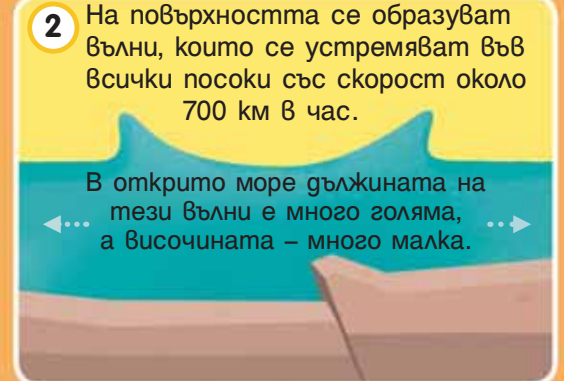 2
На повърхността се образуват
вълни, които се устремяват във
всички посоки със скорост около
700 км в час.
В открито море дължината на
тези вълни е много голяма,
а височината – много малка.